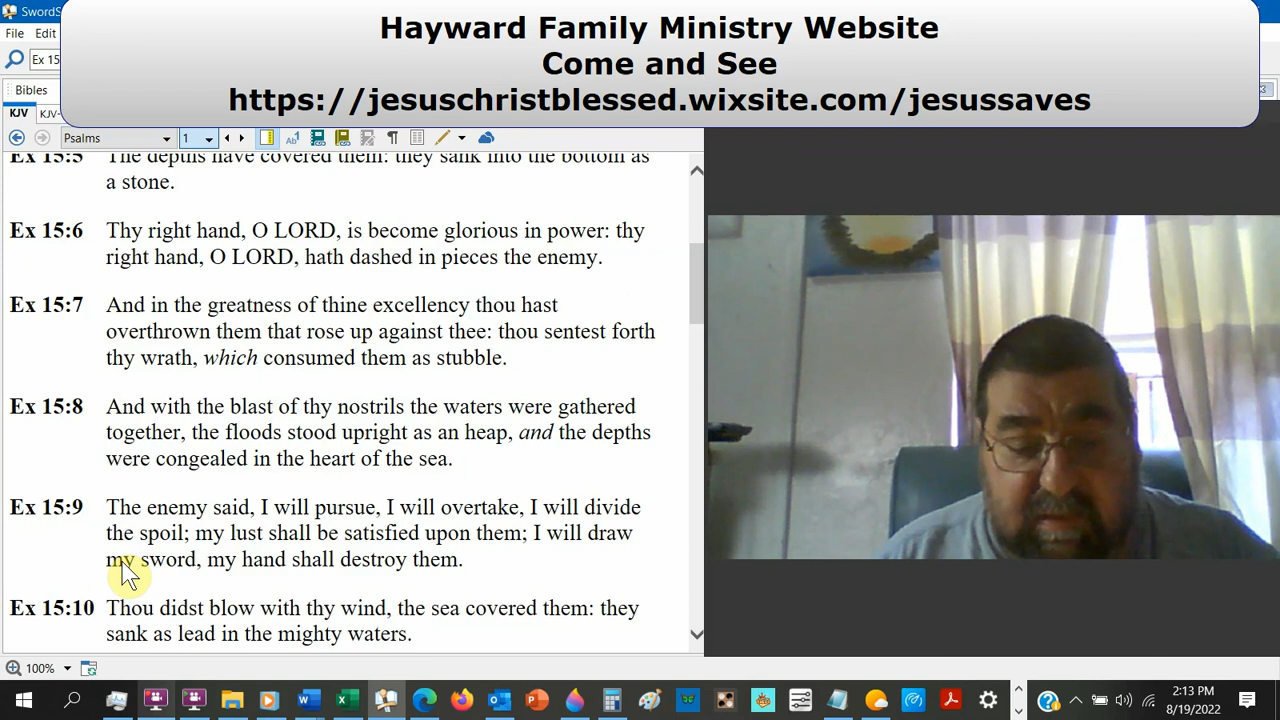 SwordS
Hayward Family Ministry Website
Come and See
https://jesuschristblessed.wixsite.com/jesussaves
File Edit
Ex 15
Bibles
KJV KJV-
Psalms 1
Ex 15:5 The depths have covered them: they sank into the bottom as
a stone.
Ex 15:6 Thy right hand, O LORD, is become glorious in power: thy
right hand, O LORD, hath dashed in pieces the enemy.
Ex 15:7 And in the greatness of thine excellency thou hast
overthrown them that rose up against thee: thou sentest forth
thy wrath, which consumed them as stubble.
Ex 15:8 And with the blast of thy nostrils the waters were gathered
together, the floods stood upright as an heap, and the depths
were congealed in the heart of the sea.
Ex 15:9 The enemy said, I will pursue, I will overtake, I will divide
the spoil; my lust shall be satisfied upon them; I will draw
my sword, my hand shall destroy them.
Ex 15:10 Thou didst blow with thy wind, the sea covered them: they
sank as lead in the mighty waters.
100%
2:13 PM
8/19/2022